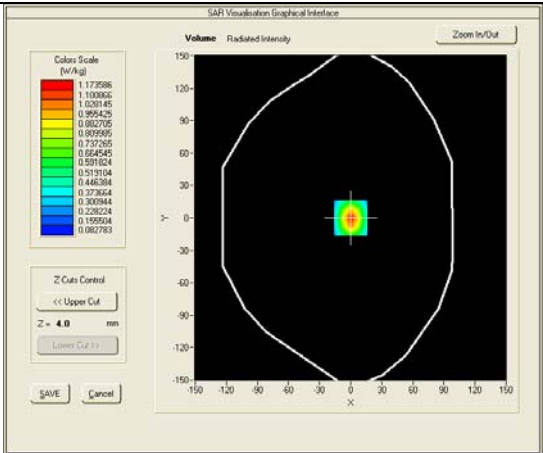 SAR Visualisation Graphical Interface
Volume Radiated Intensity
Zoom In/Out
Colors Scale
(W/kg)
1.173586
1.100866
1.028145
0.955425
0.882705
0.809985
0.737265
0.664545
0.591824
0.519104
0.446384
0.373664
0.300944
0.228224
0.155504
0.082783
Z Cuts Control
<< Upper Cut
Z = 4.0 mm
Lower Cut >>
SAVE Cancel
150
120
90
60
30
0
-30
-60
-90
-120
-150
Y
-150 -120 -90 -60 -30 0 30 60 90 120 150
X